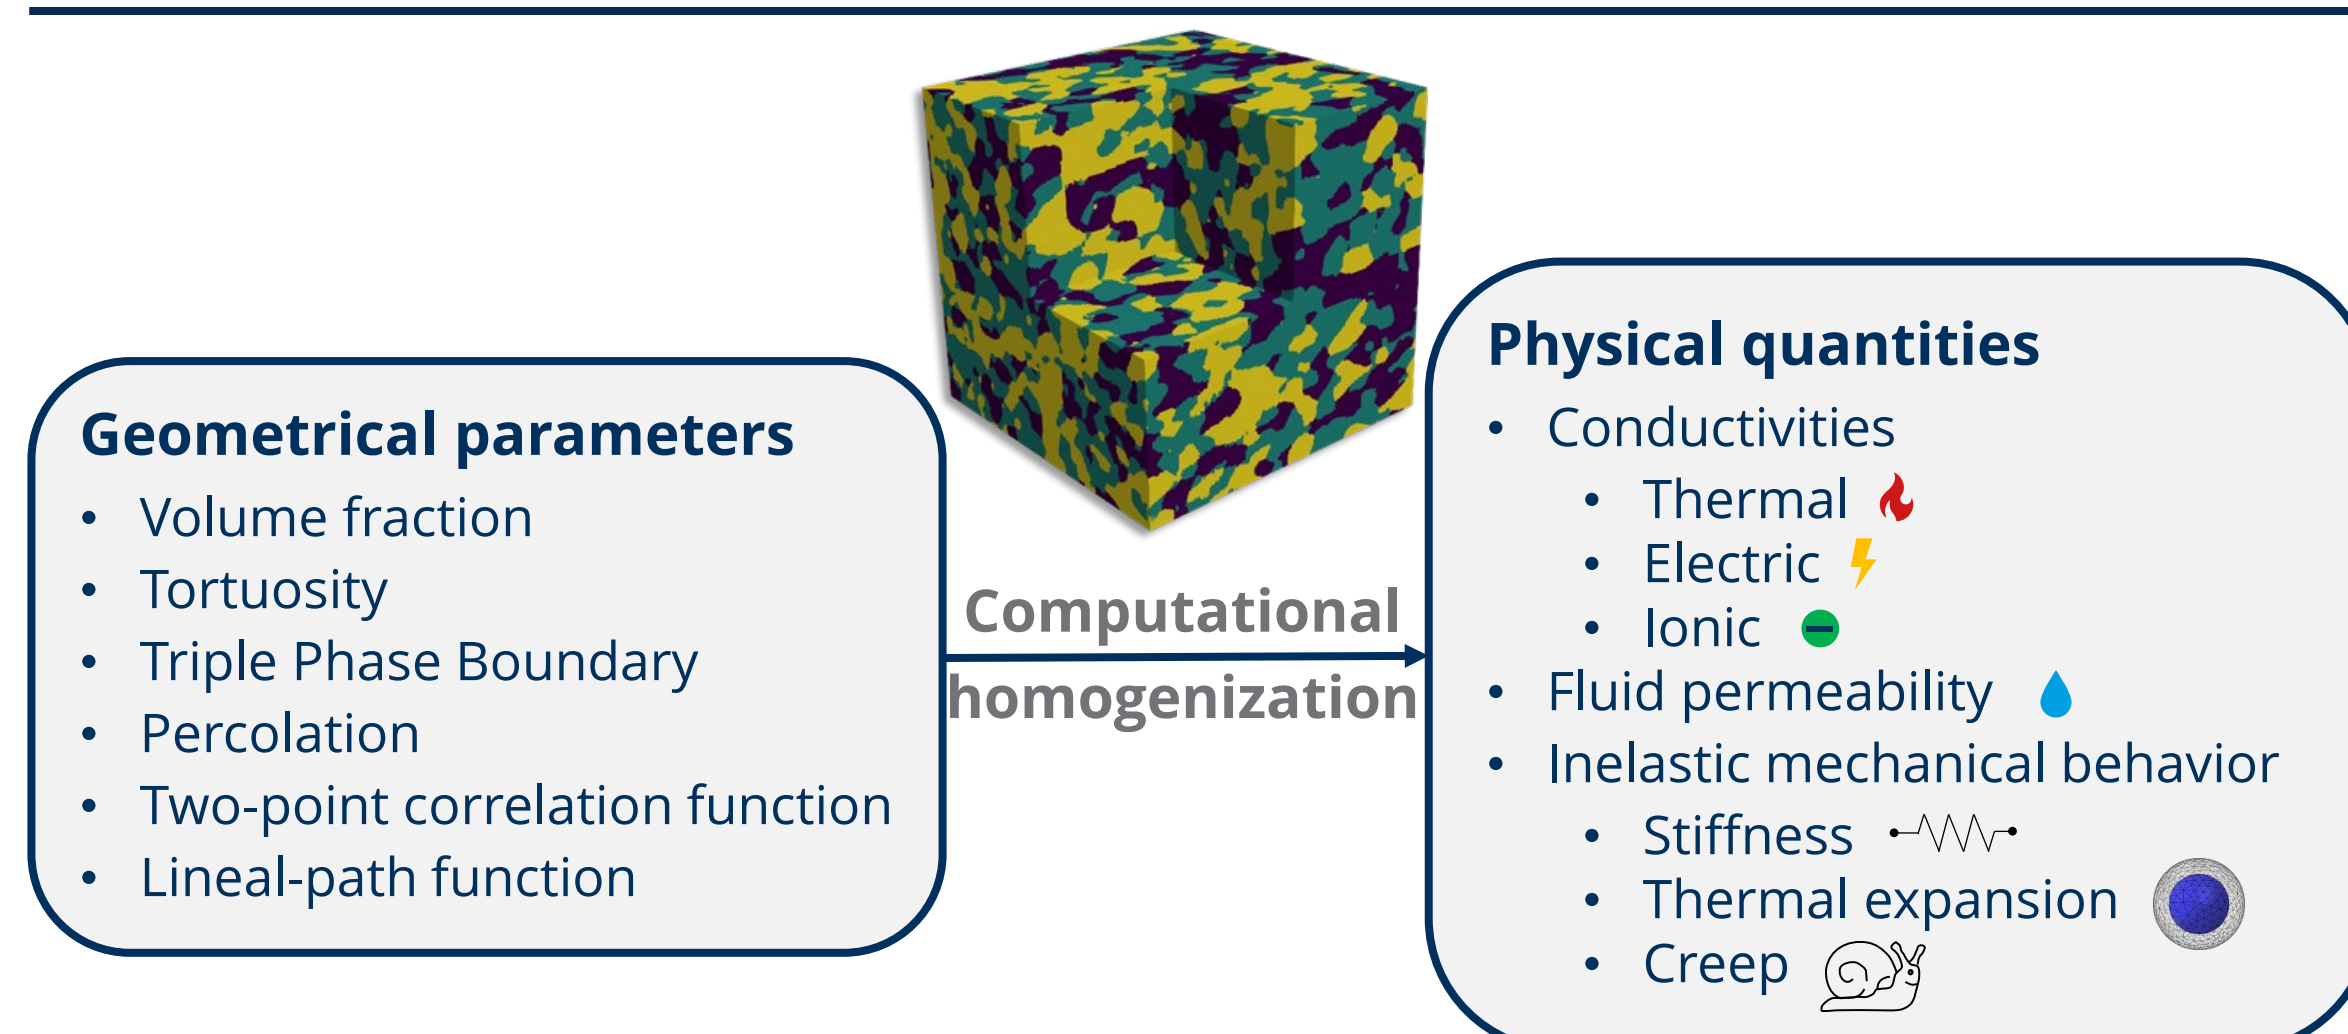 Geometrical parameters
• Volume fraction
• Tortuosity
• Triple Phase Boundary
• Percolation
• Two-point correlation function
• Lineal-path function
Computational
homogenization
Physical quantities
• Conductivities
• Thermal
• Electric
• Ionic
• Fluid permeability
• Inelastic mechanical behavior
• Stiffness
• Thermal expansion
• Creep